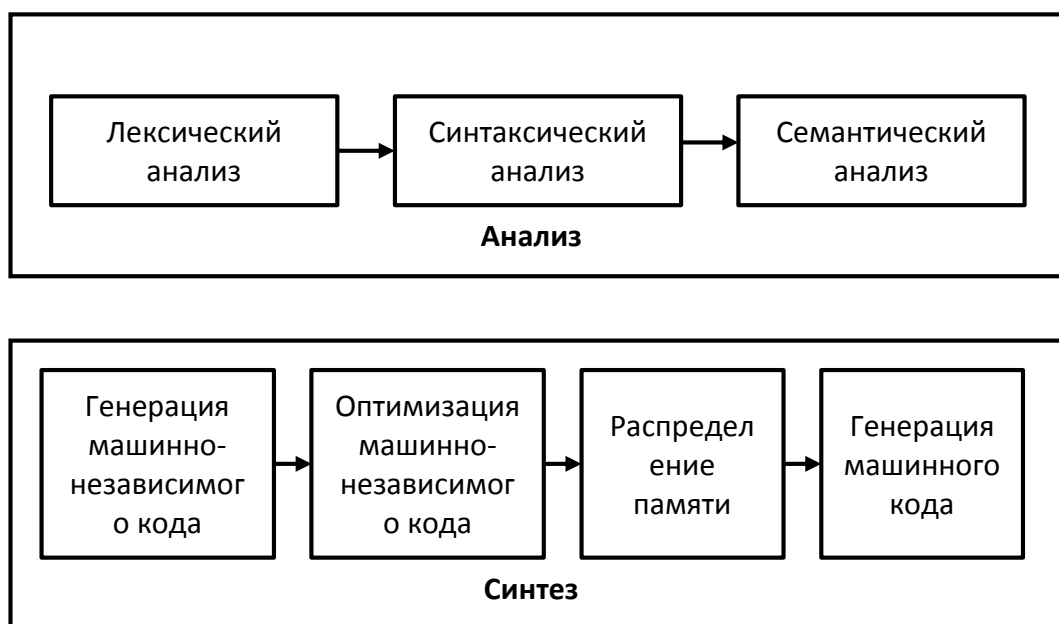 Лексический
анализ
Синтаксический
анализ
Семантический
анализ
Анализ
Генерация
машинно-
независимог
о кода
Оптимизация
машинно-
независимог
о кода
Распредел
ение
памяти
Генерация
машинного
кода
Синтез